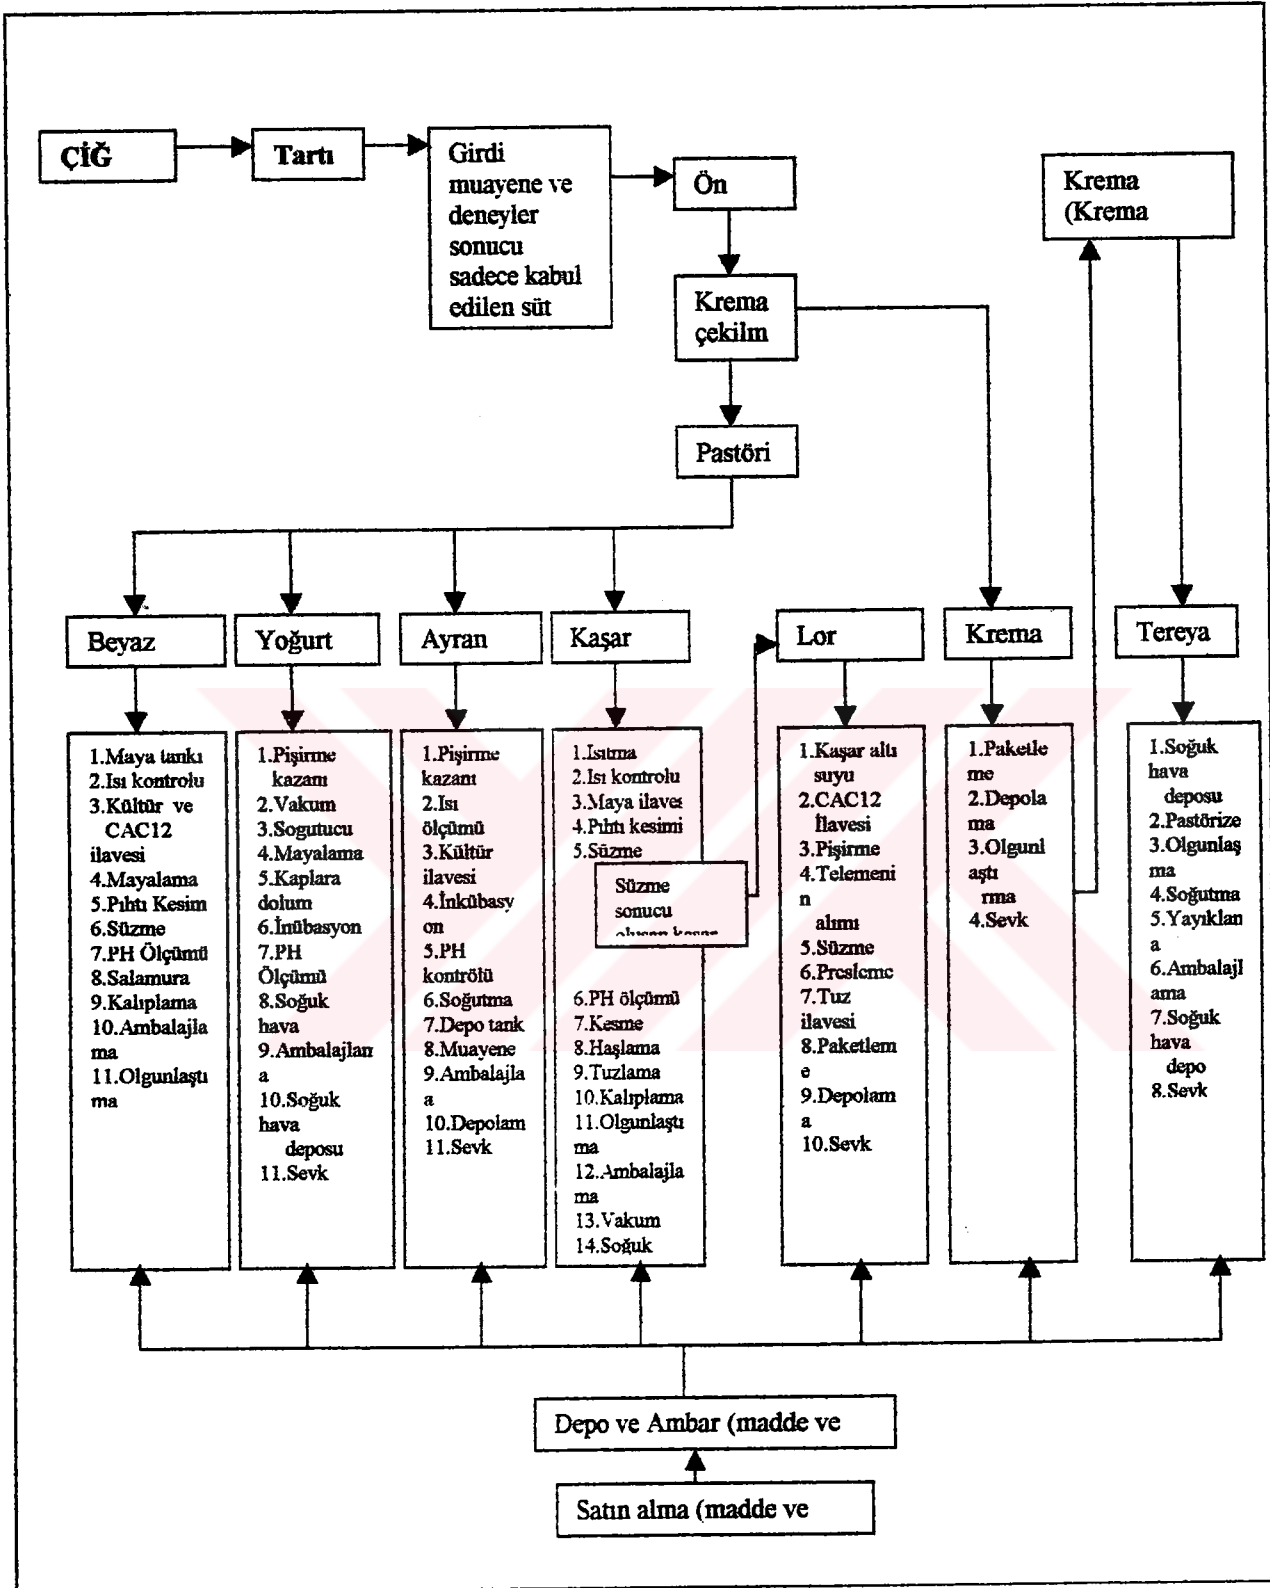 ÇİĞ
Tartı
Girdi
muayene ve
deneyler
sonucu
sadece kabul
edilen süt
Ön
Krema
(Krema
Krema
çekilm
Pastöri
Beyaz
Yoğurt
Ayran
Kaşar
Lor
Krema
Tereya
1.Maya tankı
2.Isı kontrolu
3.Kültür ve
CAC12
ilavesi
4.Mayalama
5.Pıhtı Kesim
6.Süzme
7.PH Ölçümü
8.Salamura
9.Kalıplama
10.Ambalajla
ma
11.Olgunlaştı
ma
1.Pişirme
kazanı
2.Vakum
3.Sogutucu
4.Mayalama
5.Kaplara
dolum
6.İnübasyon
7.PH
Ölçümü
8.Soğuk
hava
9.Ambalajlan
a
10.Soğuk
hava
deposu
11.Sevk
1.Pişirme
kazanı
2.Isı
ölçümü
3.Kültür
ilavesi
4.İnkübasy
on
5.PH
kontrölü
6.Soğutma
7.Depo tank
8.Muayene
9.Ambalajla
a
10.Depolam
11.Sevk
1.Isıtma
2.Isı kontrolu
3.Maya ilaves
4.Pıhtı kesimi
5.Süzme
Süzme
sonucu
oluşan kaşar
6.PH ölçümü
7.Kesme
8.Haşlama
9.Tuzlama
10.Kalıplama
11.Olgunlaştı
ma
12.Ambalajla
ma
13.Vakum
14.Soğuk
1.Kaşar altı
suyu
2.CAC12
İlavesi
3.Pişirme
4.Telemeni
n
alımı
5.Süzme
6.Presleme
7.Tuz
ilavesi
8.Paketlem
e
9.Depolam
a
10.Sevk
1.Paketle
me
2.Depola
ma
3.Olgunl
aştı
rma
4.Sevk
1.Soğuk
hava
deposu
2.Pastörize
3.Olgunlaş
ma
4.Soğutma
5.Yayıklan
a
6.Ambalajl
ama
7.Soğuk
hava
depo
8.Sevk
Depo ve Ambar (madde ve
Satın alma (madde ve